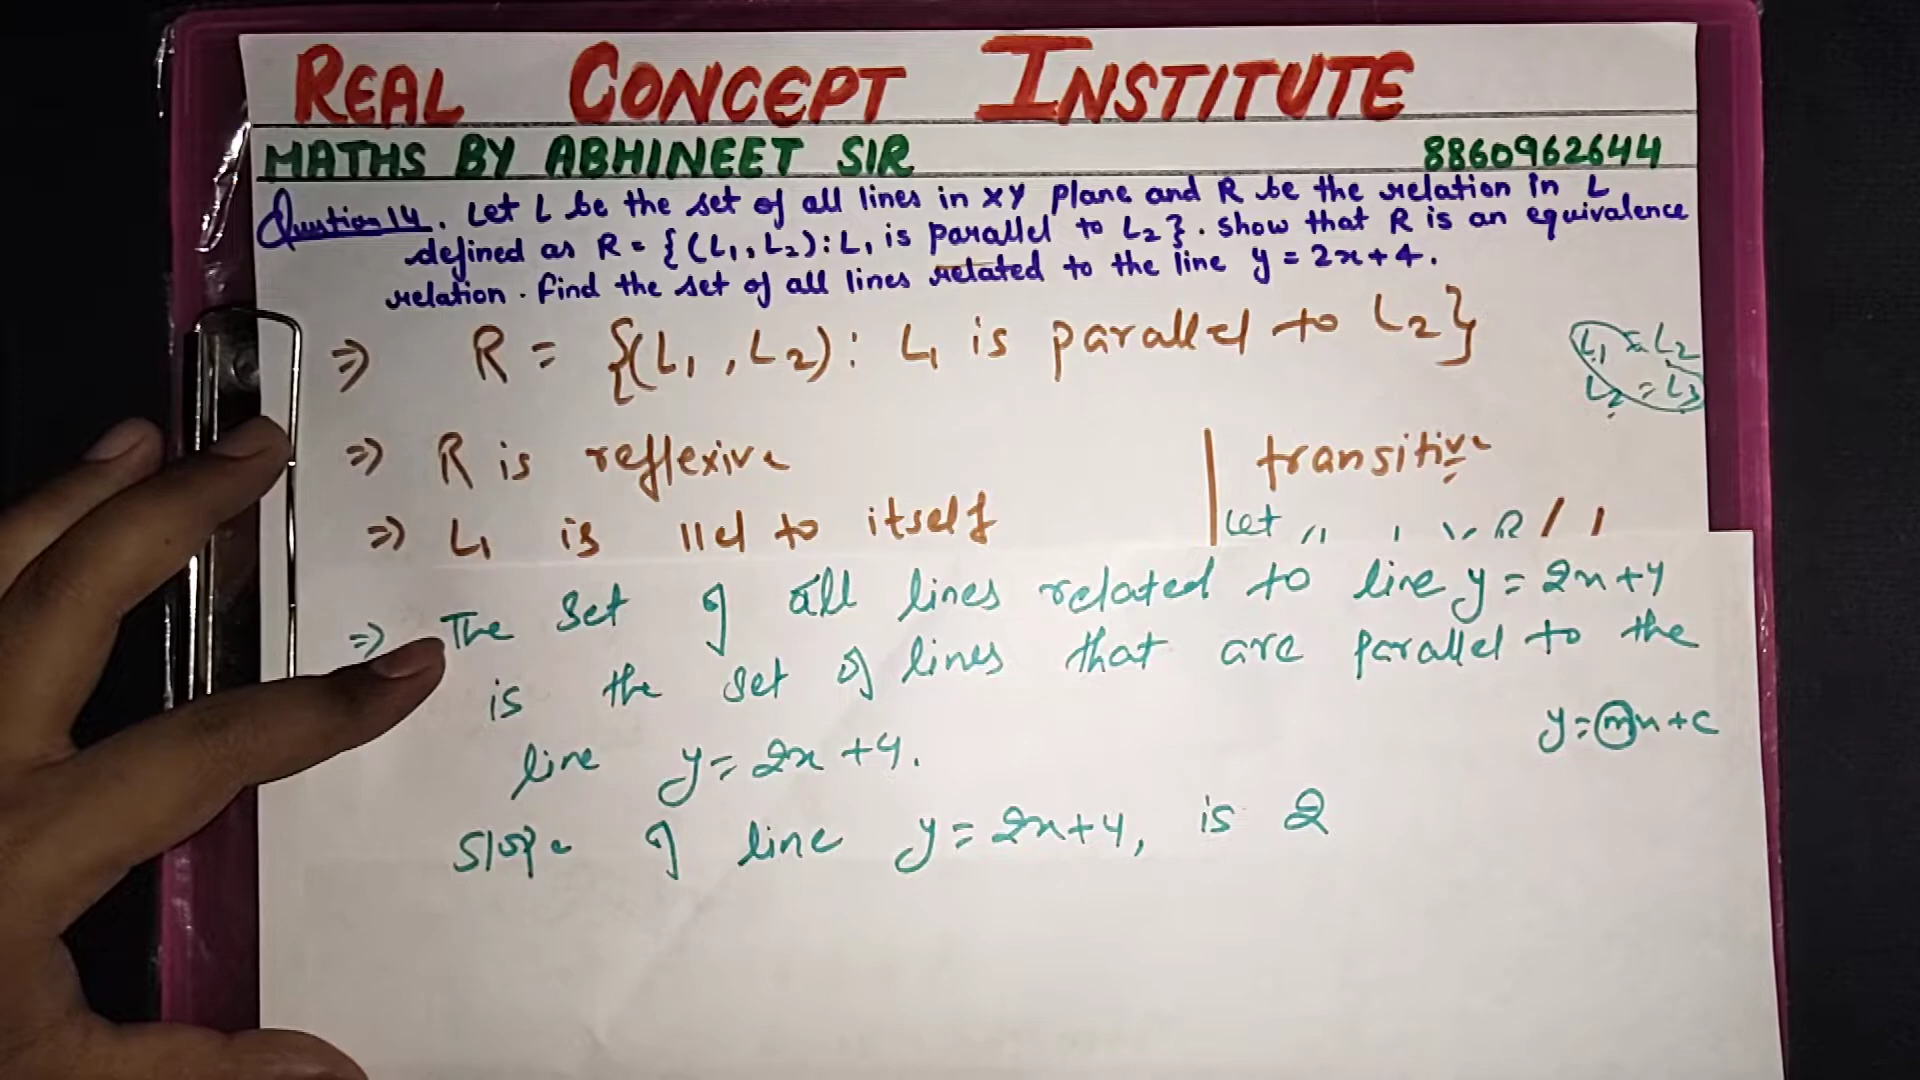 REAL CONCEPT INSTITUTE
MATHS BY ABHINEET SIR 8860962644
Question 14. Let L be the set of all lines in XY plane and R be the relation in L
defined as R = {(L₁, L₂): L₁ is parallel to L₂}. Show that R is an equivalence
relation. Find the set of all lines related to the line y = 2x + 4.
⇒ R = {(L₁, L₂): L₁ is parallel to L₂}
L₁ = L₂
L₂ = L₃
⇒ R is reflexive
⇒ L₁ is ||el to itself
transitive
Let
⇒ The set of all lines related to line y = 2x + 4
is the set of lines that are parallel to the
line y = 2x + 4.
y = mx + c
Slope of line y = 2x + 4, is 2